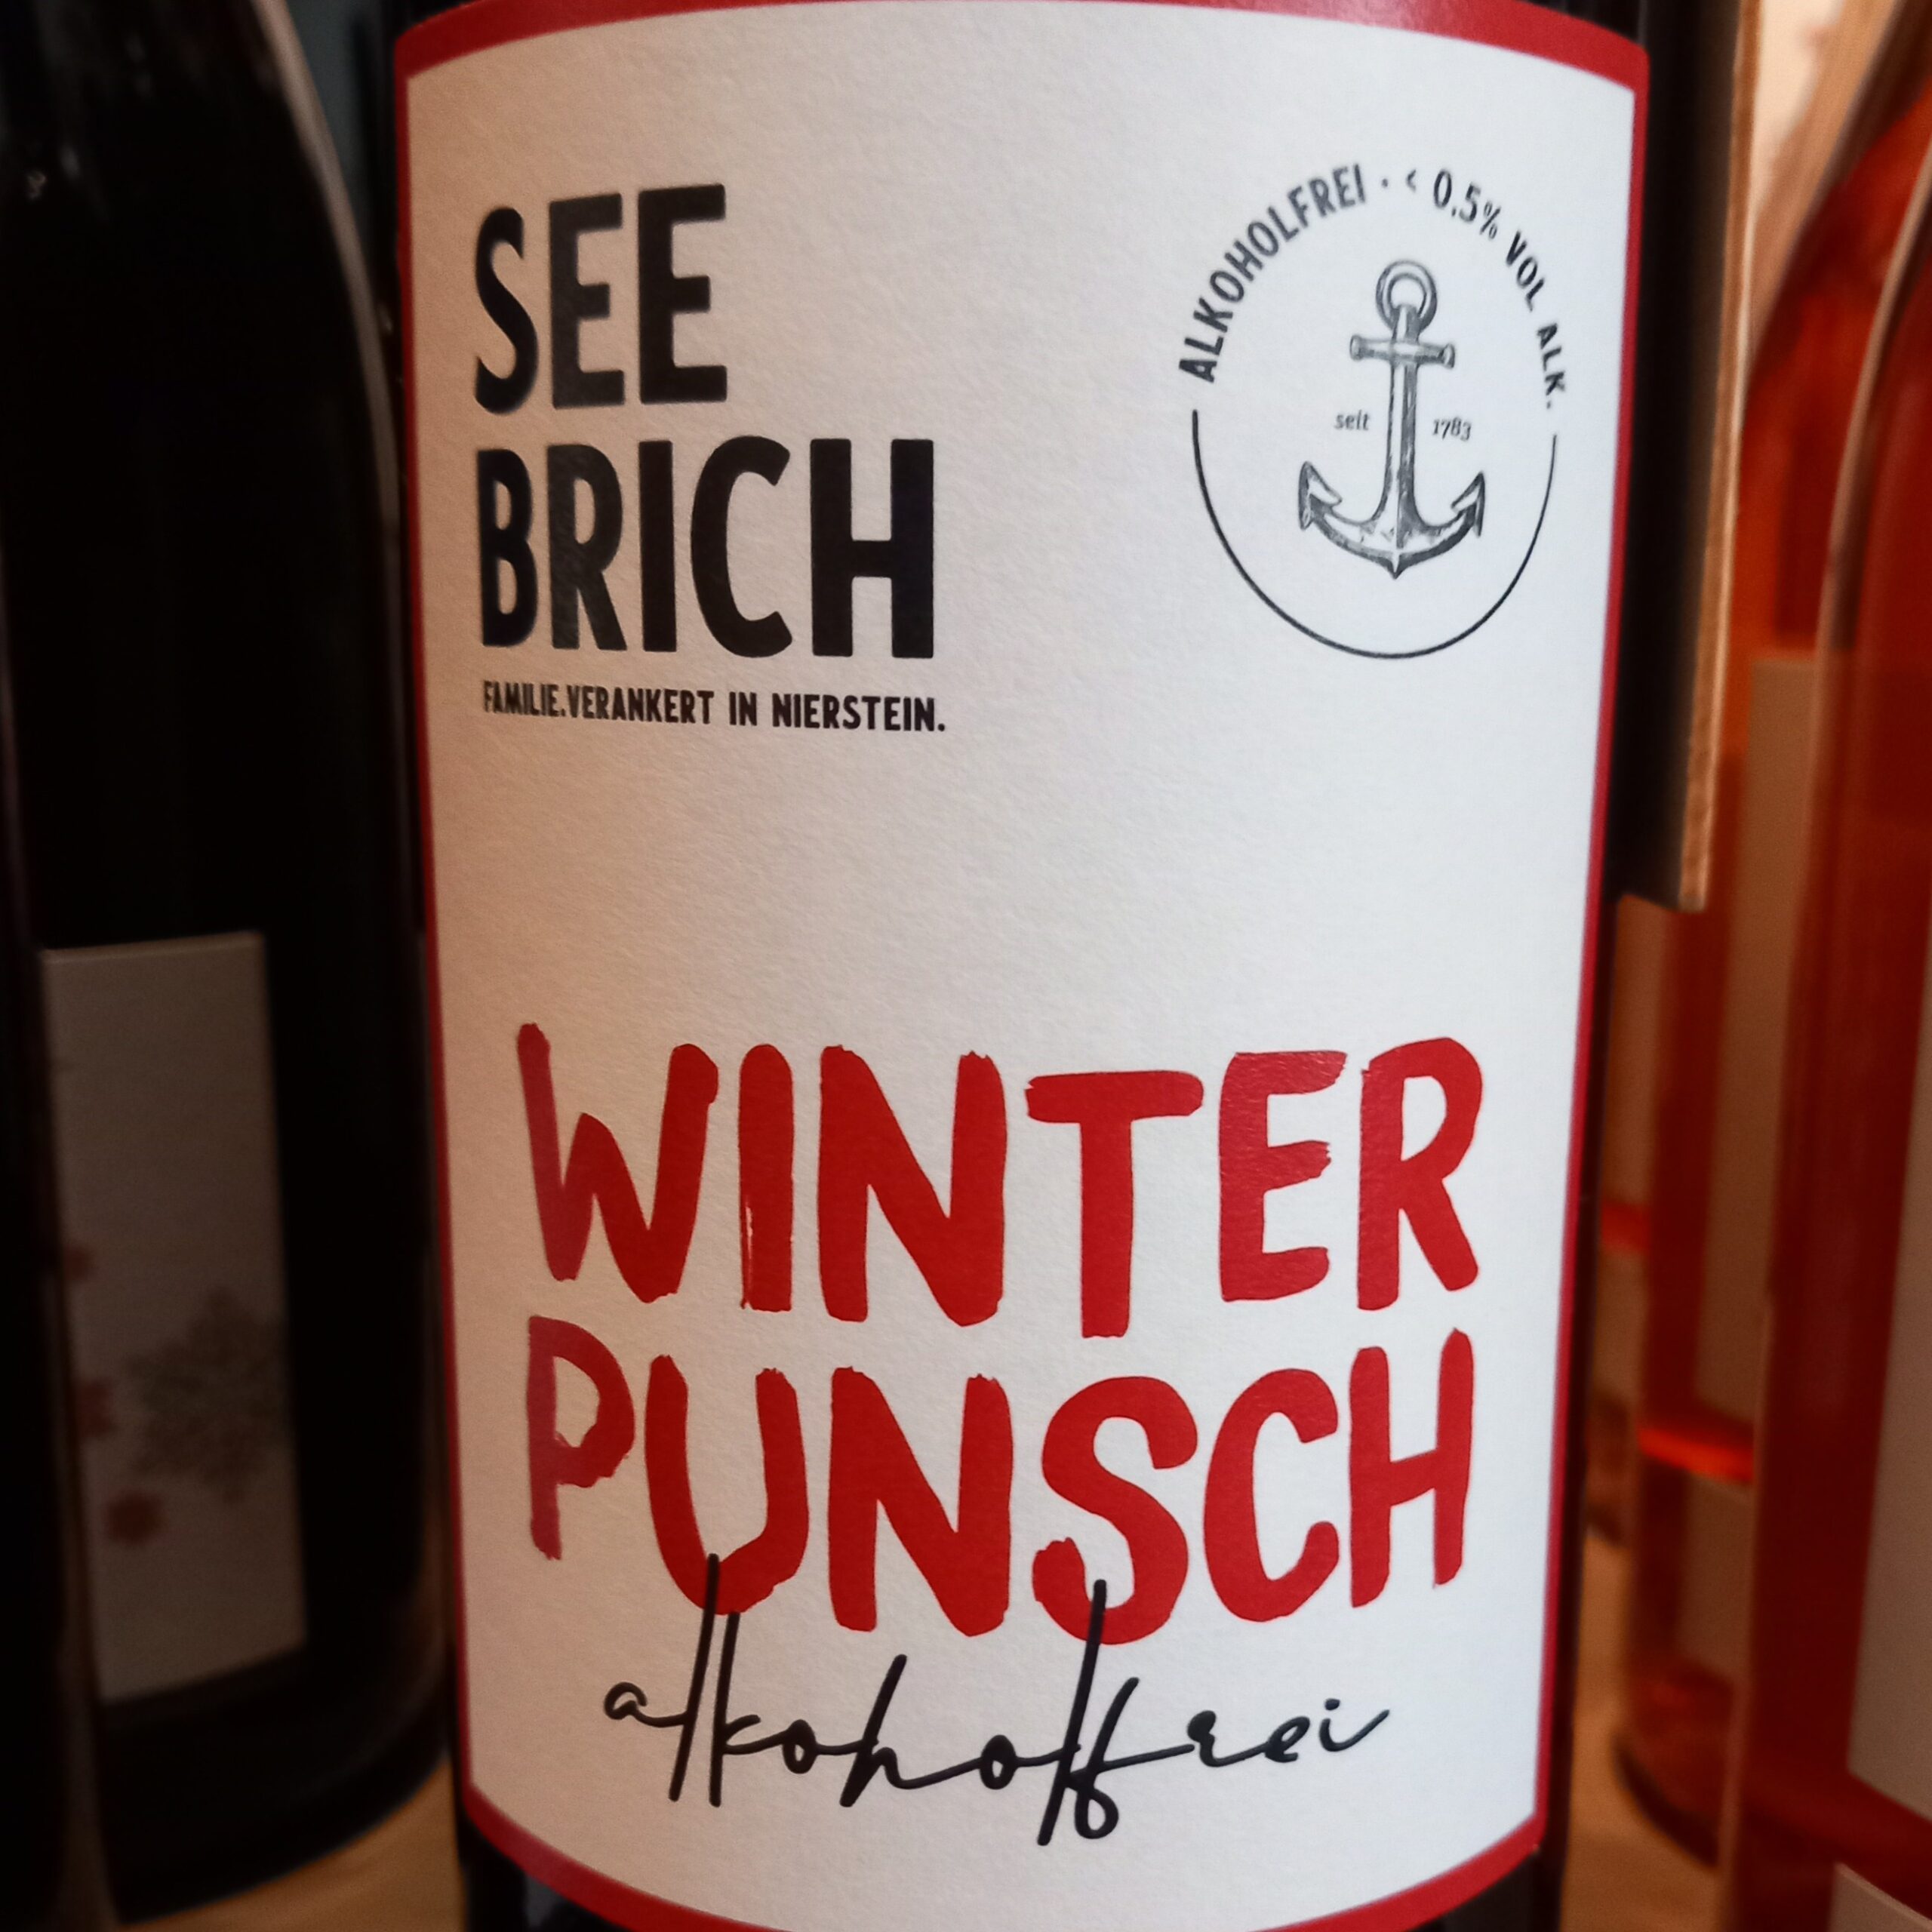 SEE
BRICH
FAMILIE.VERANKERT IN NIERSTEIN.
ALKOHOLFREI · < 0.5% VOL ALK.
seit 1783
WINTER
PUNSCH
alkoholfrei